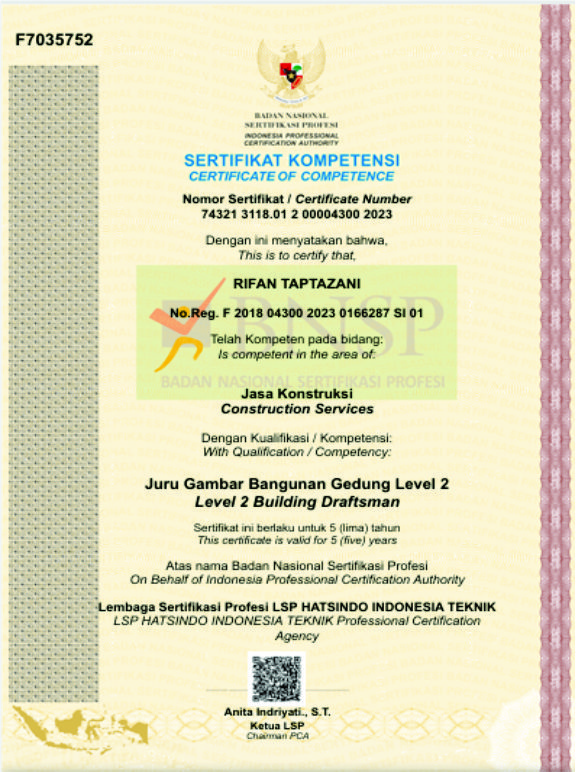 F7035752
BADAN NASIONAL
SERTIFIKASI PROFESI
INDONESIA PROFESSIONAL
CERTIFICATION AUTHORITY
SERTIFIKAT KOMPETENSI
CERTIFICATE OF COMPETENCE
Nomor Sertifikat / Certificate Number
74321 3118.01 2 00004300 2023
Dengan ini menyatakan bahwa,
This is to certify that,
RIFAN TAPTAZANI
No.Reg. F 2018 04300 2023 0166287 SI 01
BNSP
Telah Kompeten pada bidang:
Is competent in the area of:
BADAN NASIONAL SERTIFIKASI PROFESI
Jasa Konstruksi
Construction Services
Dengan Kualifikasi / Kompetensi:
With Qualification / Competency:
Juru Gambar Bangunan Gedung Level 2
Level 2 Building Draftsman
Sertifikat ini berlaku untuk 5 (lima) tahun
This certificate is valid for 5 (five) years
Atas nama Badan Nasional Sertifikasi Profesi
On Behalf of Indonesia Professional Certification Authority
Lembaga Sertifikasi Profesi LSP HATSINDO INDONESIA TEKNIK
LSP HATSINDO INDONESIA TEKNIK Professional Certification
Agency
Anita Indriyati., S.T.
Ketua LSP
Chairman PCA